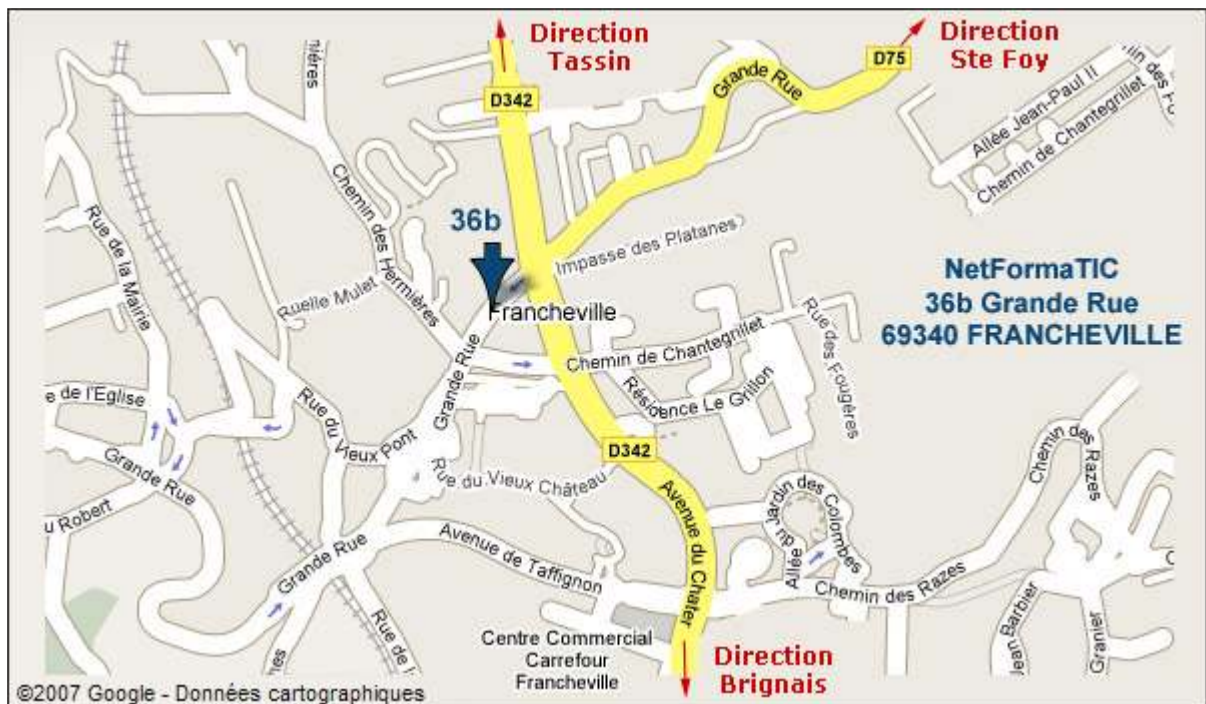 Direction
Tassin
D342
Grande Rue
D75
Direction
Ste Foy
Allée Jean-Paul II
Chemin de Chantegrillet
Rue de la Mairie
Chemin des Hermières
36b
Impasse des Platanes
Ruelle Mulet
Francheville
NetFormaTIC
36b Grande Rue
69340 FRANCHEVILLE
Grande Rue
Chemin de Chantegrillet
Rue des Fougères
Résidence Le Grillon
e de l'Eglise
Rue du Vieux Pont
Grande Rue
Rue du Vieux Château
D342
Avenue du Chater
Chemin des Razes
u Robert
Grande Rue
Avenue de Taffignon
Allée du Jardin des Colombes
Chemin des Razes
Jean Barbier
Grenier
Centre Commercial
Carrefour
Francheville
Direction
Brignais
©2007 Google - Données cartographiques